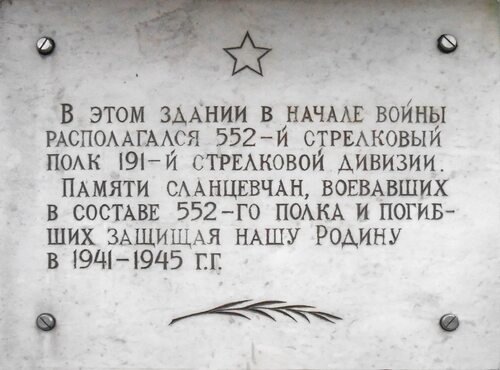 В ЭТОМ ЗДАНИИ В НАЧАЛЕ ВОЙНЫ
РАСПОЛАГАЛСЯ 552-Й СТРЕЛКОВЫЙ
ПОЛК 191-Й СТРЕЛКОВОЙ ДИВИЗИИ.
ПАМЯТИ СЛАНЦЕВЧАН, ВОЕВАВШИХ
В СОСТАВЕ 552-ГО ПОЛКА И ПОГИБ-
ШИХ ЗАЩИЩАЯ НАШУ РОДИНУ
В 1941-1945 Г.Г.